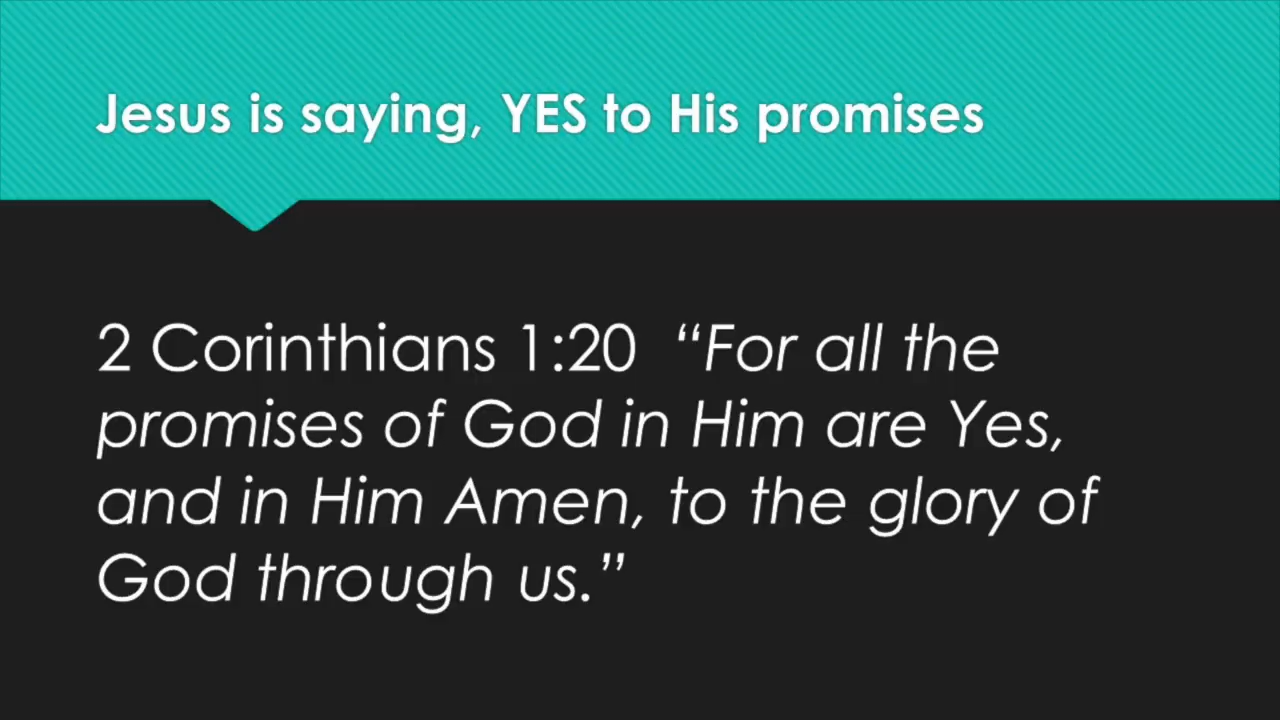 Jesus is saying, YES to His promises
2 Corinthians 1:20  “For all the
promises of God in Him are Yes,
and in Him Amen, to the glory of
God through us.”